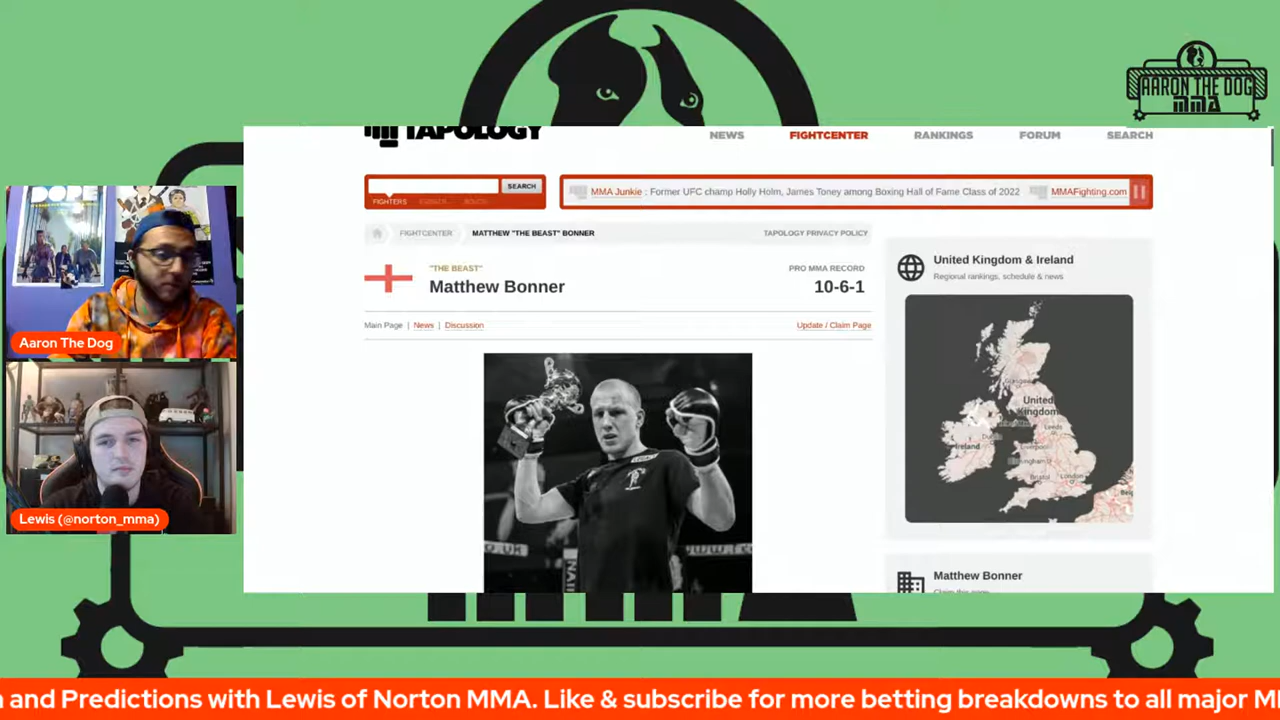 AARON THE DOG
MMA
TAPOLOGY
NEWS
FIGHTCENTER
RANKINGS
FORUM
SEARCH
SEARCH
FIGHTERS
MMA Junkie : Former UFC champ Holly Holm, James Toney among Boxing Hall of Fame Class of 2022
MMAFighting.com
FIGHTCENTER
MATTHEW "THE BEAST" BONNER
TAPOLOGY PRIVACY POLICY
"THE BEAST"
Matthew Bonner
PRO MMA RECORD
10-6-1
Main Page | News | Discussion
Update / Claim Page
United Kingdom & Ireland
Regional rankings, schedule & news
United
Kingdom
Leeds
Ireland
Bristol
London
Matthew Bonner
Aaron The Dog
Lewis (@norton_mma)
and Predictions with Lewis of Norton MMA. Like & subscribe for more betting breakdowns to all major